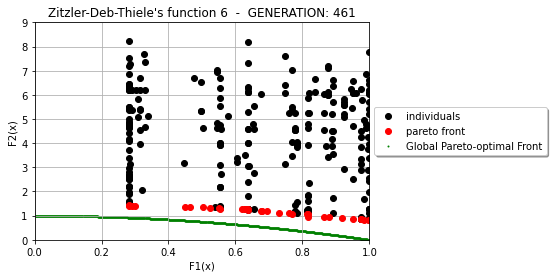 Zitzler-Deb-Thiele's function 6 - GENERATION: 461
9
8
7
6
5
4
3
2
1
0
F2(x)
0.0 0.2 0.4 0.6 0.8 1.0
F1(x)
individuals
pareto front
Global Pareto-optimal Front